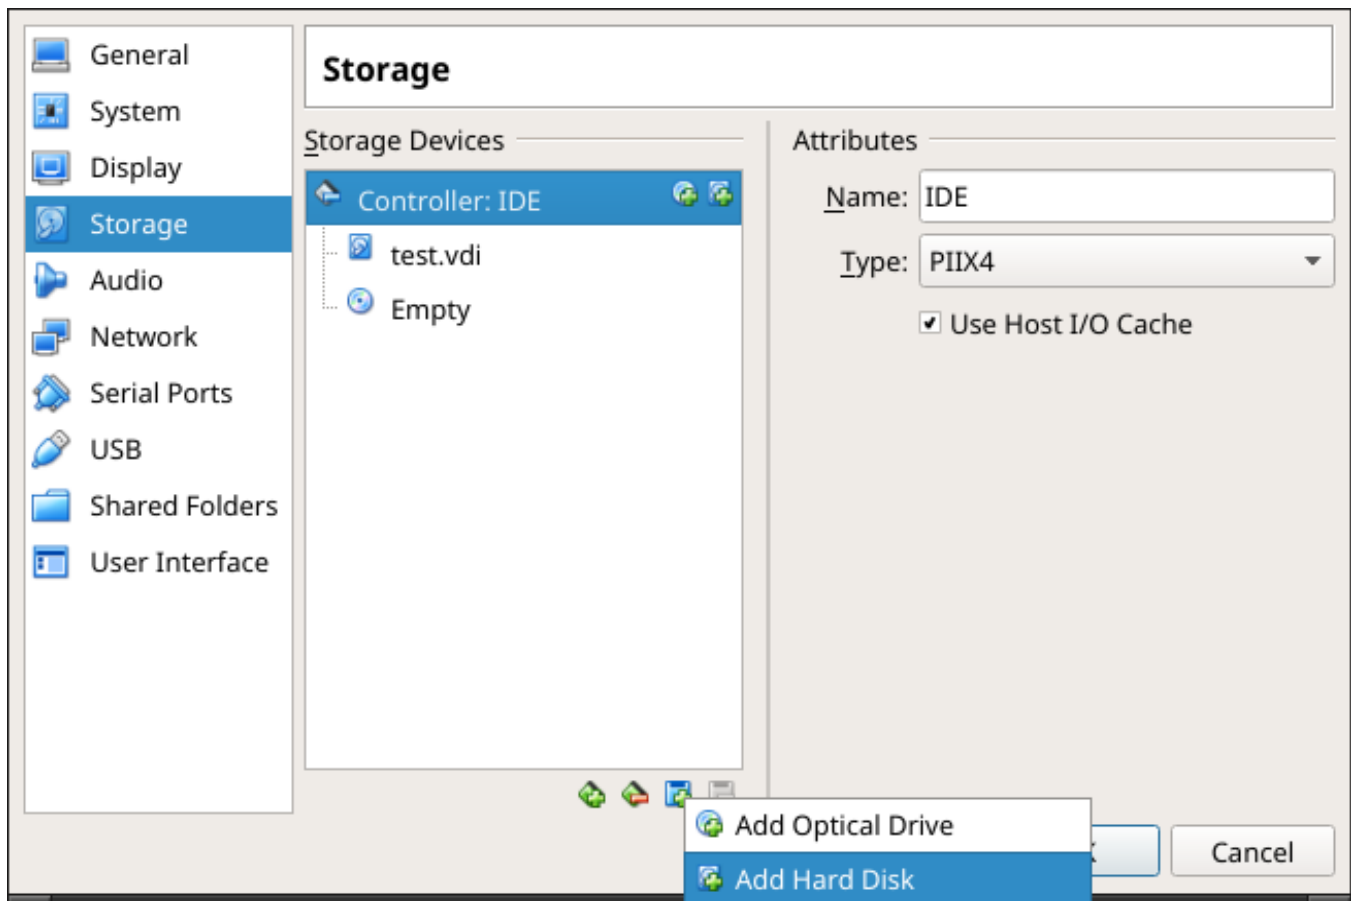 General
System
Display
Storage
Audio
Network
Serial Ports
USB
Shared Folders
User Interface
Storage
Storage Devices
Controller: IDE
test.vdi
Empty
Attributes
Name: IDE
Type: PIIX4
Use Host I/O Cache
Add Optical Drive
Add Hard Disk
Cancel